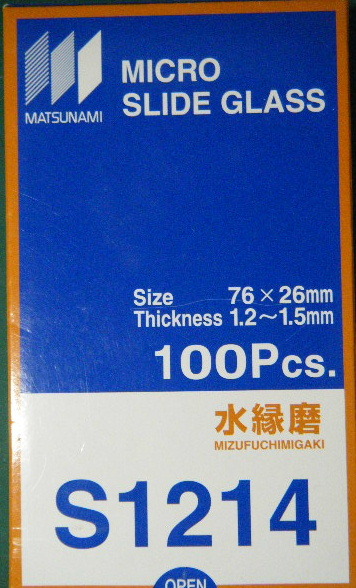 MATSUNAMI
MICRO
SLIDE GLASS
Size 76×26mm
Thickness 1.2~1.5mm
100Pcs.
水縁磨
MIZUFUCHIMIGAKI
S1214
OPEN